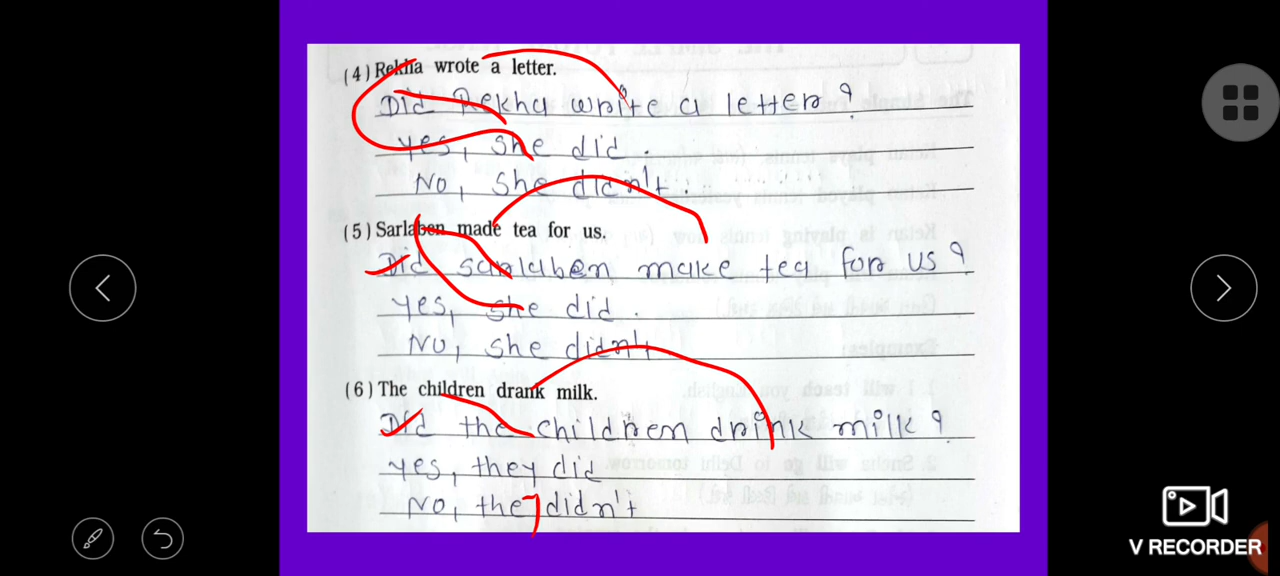 (4) Rekha wrote a letter.
Did Rekha write a letter?
Yes, she did.
No, she didn't.
(5) Sarlaben made tea for us.
Did sarlaben make tea for us?
Yes, she did.
No, she didn't
(6) The children drank milk.
Did the children drink milk?
Yes, they did
No, they didn't
V RECORDER